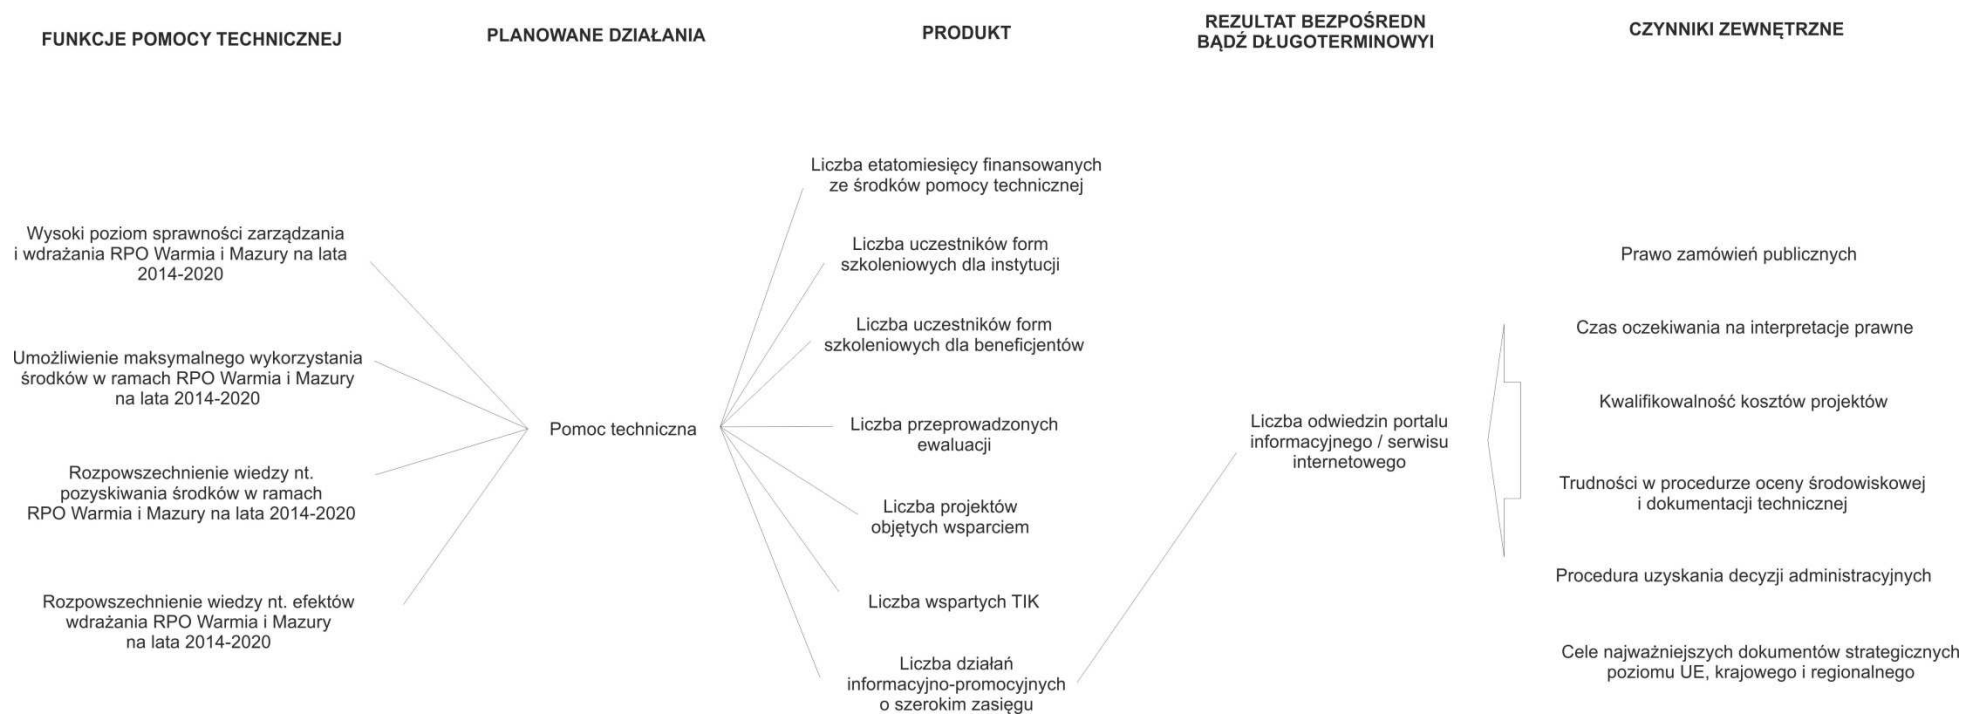 FUNKCJE POMOCY TECHNICZNEJ
PLANOWANE DZIAŁANIA
PRODUKT
REZULTAT BEZPOŚREDN
BĄDŹ DŁUGOTERMINOWYI
CZYNNIKI ZEWNĘTRZNE
Wysoki poziom sprawności zarządzania
i wdrażania RPO Warmia i Mazury na lata
2014-2020
Umożliwienie maksymalnego wykorzystania
środków w ramach RPO Warmia i Mazury
na lata 2014-2020
Rozpowszechnienie wiedzy nt.
pozyskiwania środków w ramach
RPO Warmia i Mazury na lata 2014-2020
Rozpowszechnienie wiedzy nt. efektów
wdrażania RPO Warmia i Mazury
na lata 2014-2020
Pomoc techniczna
Liczba etatomiesięcy finansowanych
ze środków pomocy technicznej
Liczba uczestników form
szkoleniowych dla instytucji
Liczba uczestników form
szkoleniowych dla beneficjentów
Liczba przeprowadzonych
ewaluacji
Liczba projektów
objętych wsparciem
Liczba wspartych TIK
Liczba działań
informacyjno-promocyjnych
o szerokim zasięgu
Liczba odwiedzin portalu
informacyjnego / serwisu
internetowego
Prawo zamówień publicznych
Czas oczekiwania na interpretacje prawne
Kwalifikowalność kosztów projektów
Trudności w procedurze oceny środowiskowej
i dokumentacji technicznej
Procedura uzyskania decyzji administracyjnych
Cele najważniejszych dokumentów strategicznych
poziomu UE, krajowego i regionalnego